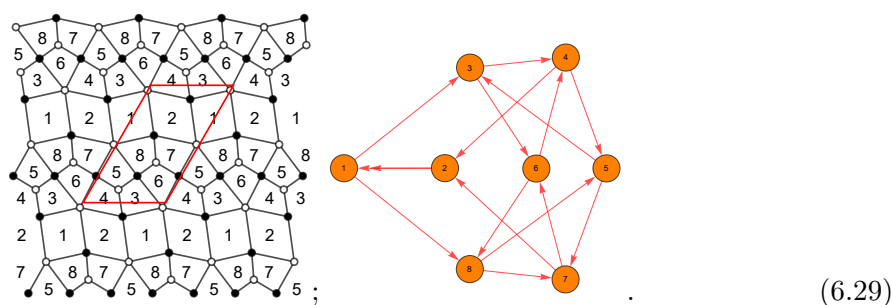 8 7 8 7 8 7 8
5 6 5 6 5 6 5
3 4 3 4 3 4 3
1 2 1 2 1 2 1
8 7 8 7 8 7 8
5 6 5 6 5 6 5
4 3 4 3 4 3 4 3
2 1 2 1 2 1 2
7 8 7 8 7 8 7
5 5 5 5
;
4
3
1 2 6 5
8
7
. (6.29)